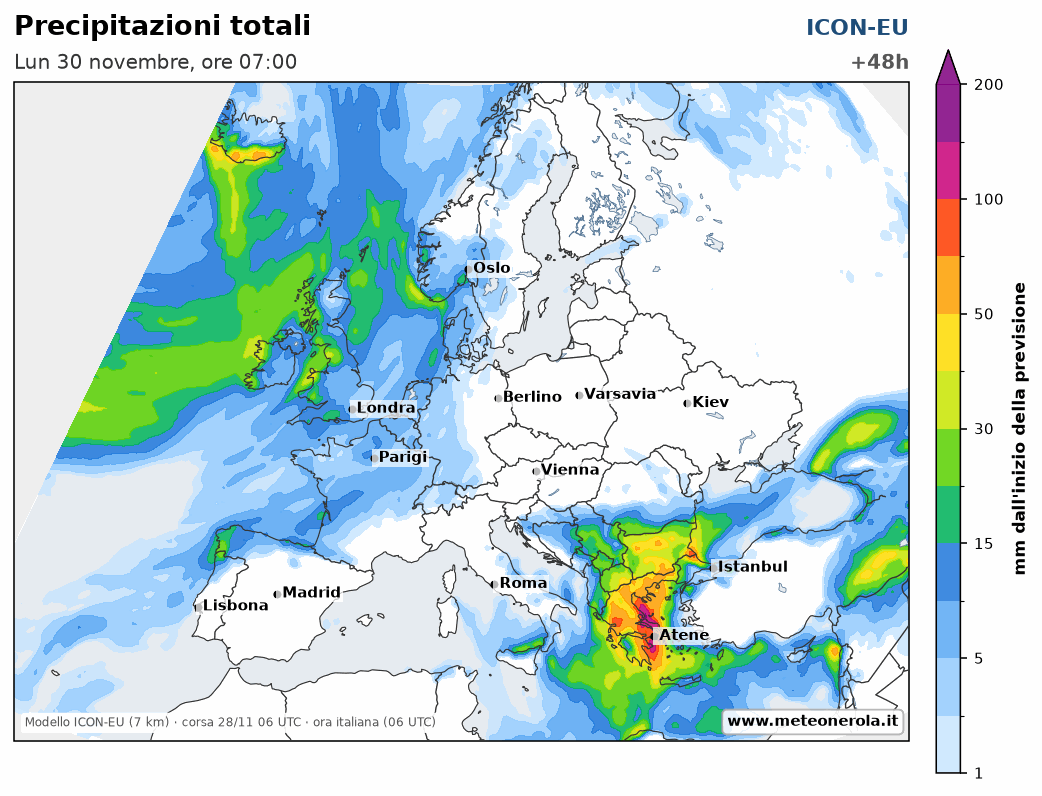 Precipitazioni totali
ICON-EU
Lun 30 novembre, ore 07:00
+48h
200
100
50
30
15
5
1
mm dall'inizio della previsione
Oslo
Berlino
Varsavia
Kiev
Londra
Parigi
Vienna
Istanbul
Roma
Madrid
Lisbona
Atene
Modello ICON-EU (7 km) · corsa 28/11 06 UTC · ora italiana (06 UTC)
www.meteonerola.it